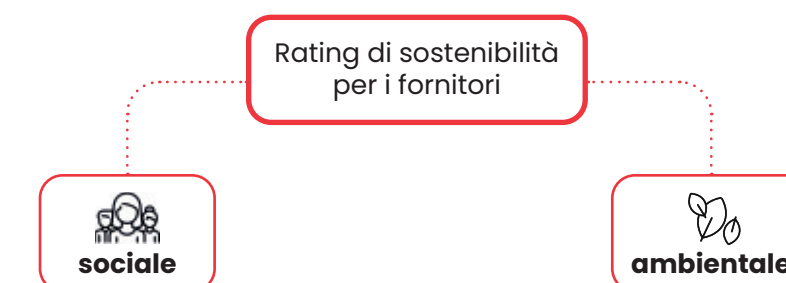 Rating di sostenibilità
per i fornitori
sociale
ambientale